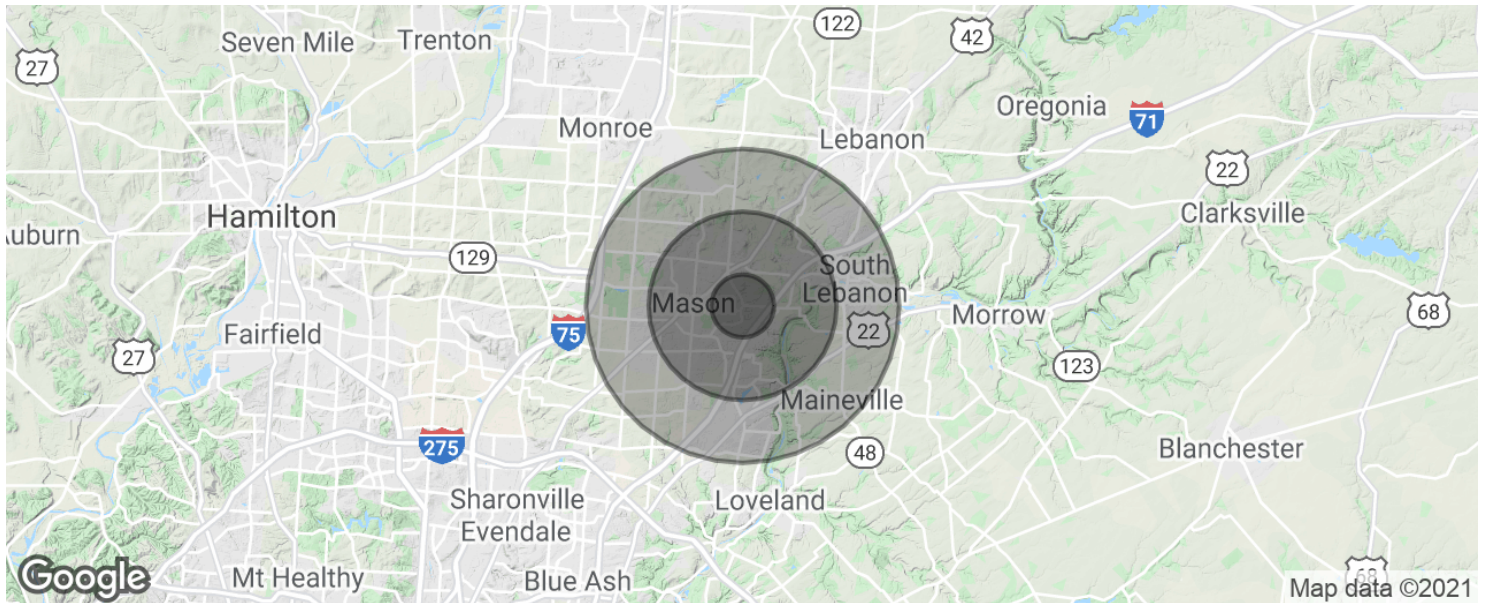 122
42
27
Seven Mile
Trenton
Monroe
Lebanon
Oregonia
71
22
Hamilton
Clarksville
Auburn
129
South
Lebanon
Mason
Fairfield
75
22
Morrow
68
27
123
Maineville
275
48
Blanchester
Sharonville
Loveland
Evendale
Mt Healthy
Blue Ash
68
Google
Map data ©2021